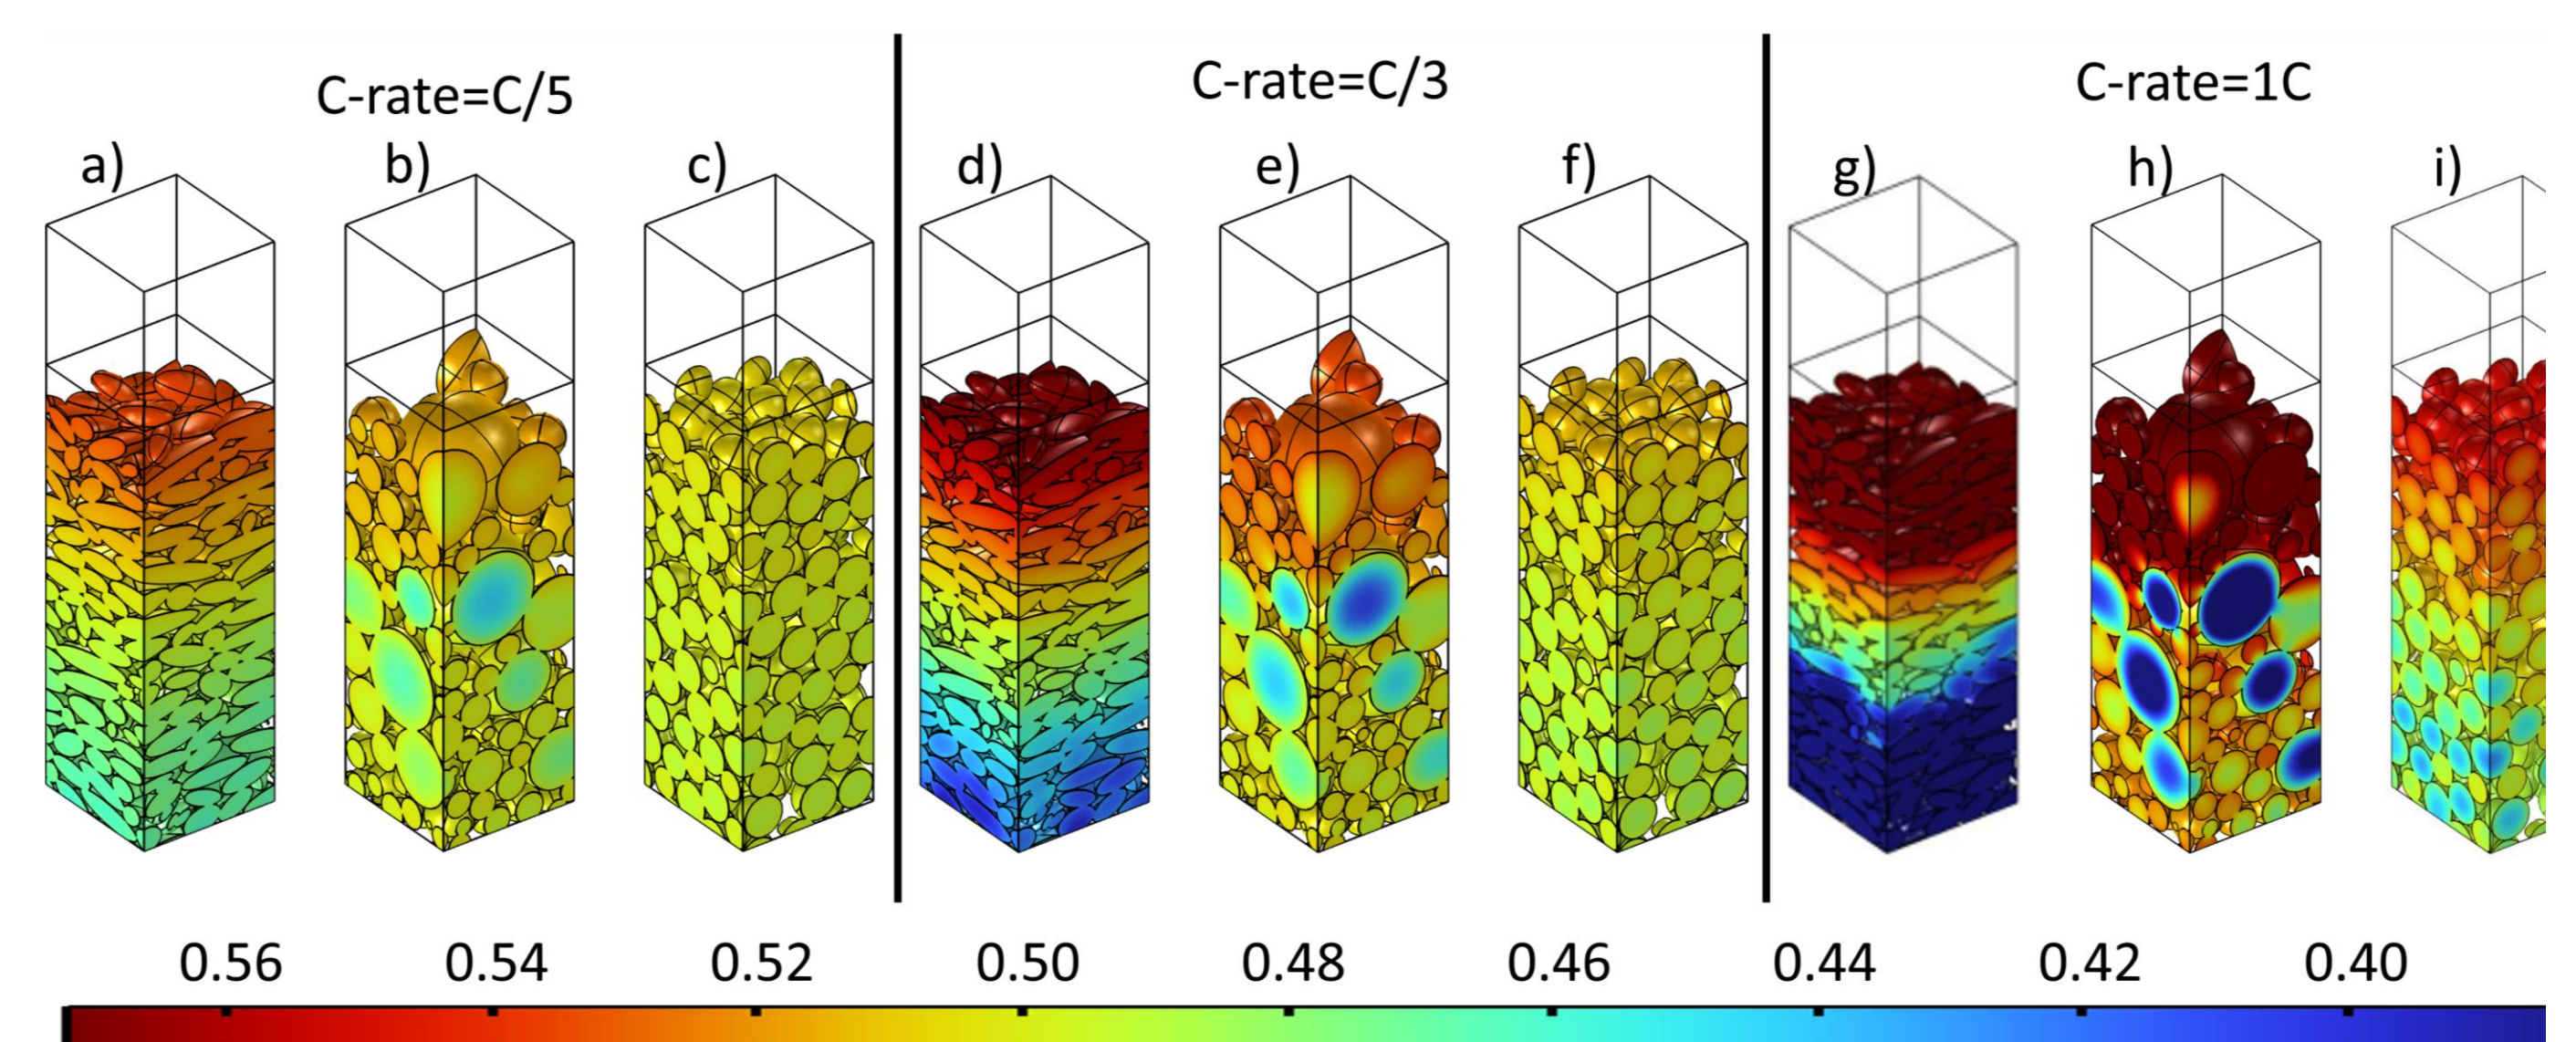 C-rate=C/5
C-rate=C/3
C-rate=1C
a) b) c) d) e) f) g) h) i)
0.56 0.54 0.52 0.50 0.48 0.46 0.44 0.42 0.40